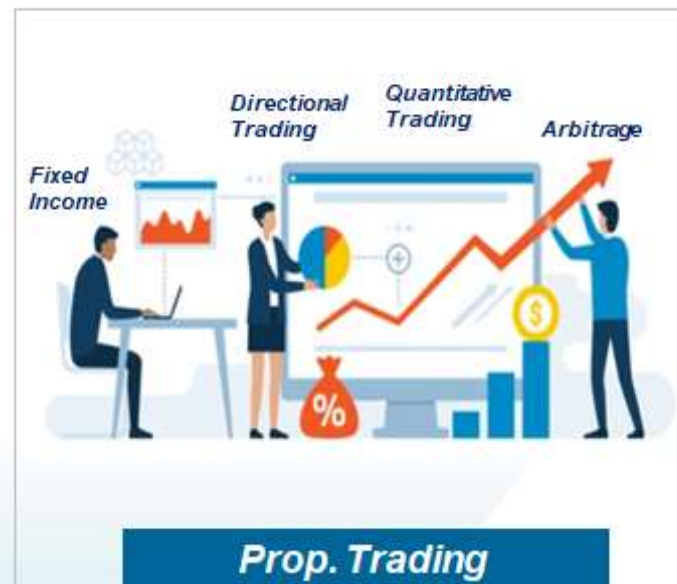 Directional
Trading
Quantitative
Trading
Arbitrage
Fixed
Income
$
%
Prop. Trading